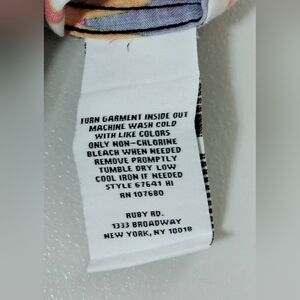 TURN GARMENT INSIDE OUT
MACHINE WASH COLD
WITH LIKE COLORS
ONLY NON-CHLORINE
BLEACH WHEN NEEDED
REMOVE PROMPTLY
TUMBLE DRY LOW
COOL IRON IF NEEDED
STYLE 67641 HI
RN 107680
RUBY RD.
1333 BROADWAY
NEW YORK, NY 10018